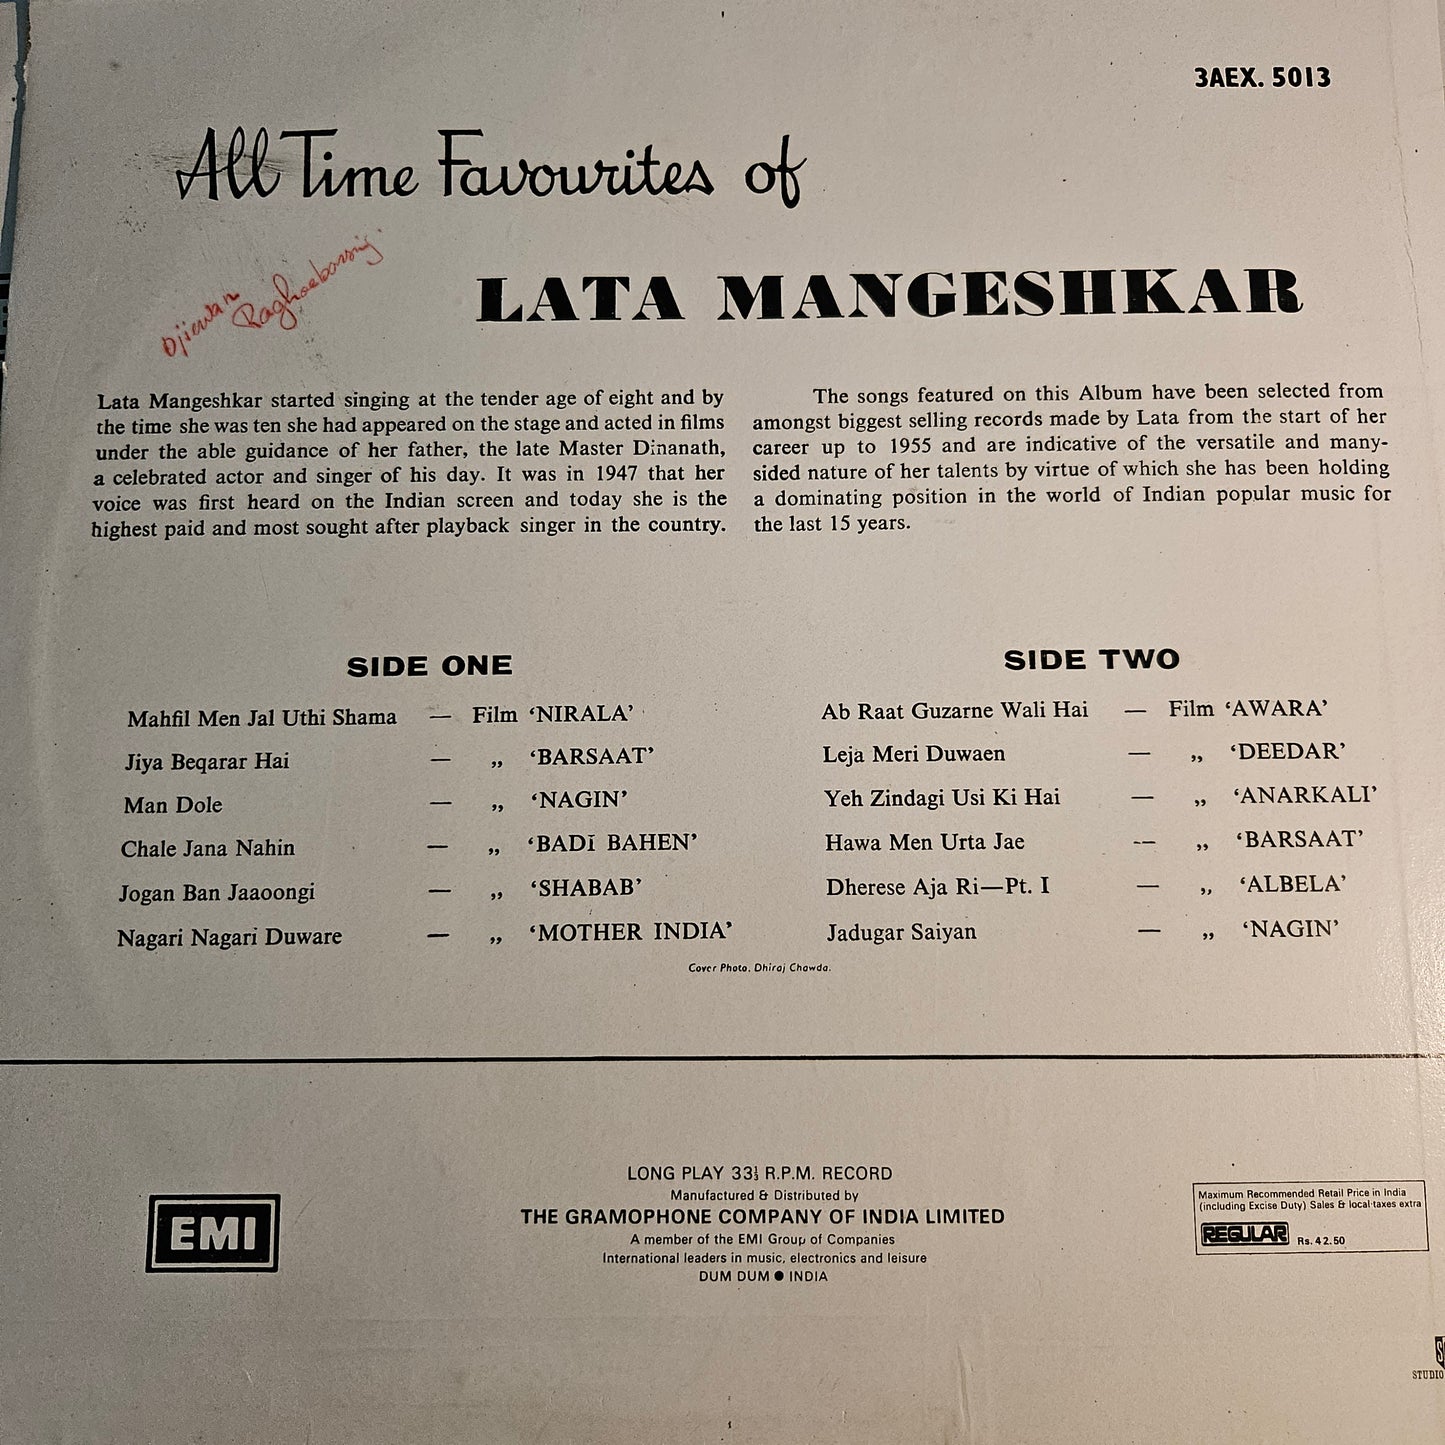 3AEX. 5013
All Time Favourites of
LATA MANGESHKAR
Lata Mangeshkar started singing at the tender age of eight and by
the time she was ten she had appeared on the stage and acted in films
under the able guidance of her father, the late Master Dinanath,
a celebrated actor and singer of his day. It was in 1947 that her
voice was first heard on the Indian screen and today she is the
highest paid and most sought after playback singer in the country.
The songs featured on this Album have been selected from
amongst biggest selling records made by Lata from the start of her
career up to 1955 and are indicative of the versatile and many-
sided nature of her talents by virtue of which she has been holding
a dominating position in the world of Indian popular music for
the last 15 years.
SIDE ONE
Mahfil Men Jal Uthi Shama — Film ‘NIRALA’
Jiya Beqarar Hai — „ ‘BARSAAT’
Man Dole — „ ‘NAGIN’
Chale Jana Nahin — „ ‘BADI BAHEN’
Jogan Ban Jaaoongi — „ ‘SHABAB’
Nagari Nagari Duware — „ ‘MOTHER INDIA’
SIDE TWO
Ab Raat Guzarne Wali Hai — Film ‘AWARA’
Leja Meri Duwaen — „ ‘DEEDAR’
Yeh Zindagi Usi Ki Hai — „ ‘ANARKALI’
Hawa Men Urta Jae — „ ‘BARSAAT’
Dherese Aja Ri—Pt. I — „ ‘ALBELA’
Jadugar Saiyan — „ ‘NAGIN’
Cover Photo. Dhiraj Chawda.
EMI
LONG PLAY 33⅓ R.P.M. RECORD
Manufactured & Distributed by
THE GRAMOPHONE COMPANY OF INDIA LIMITED
A member of the EMI Group of Companies
International leaders in music, electronics and leisure
DUM DUM ● INDIA
Maximum Recommended Retail Price in India
(including Excise Duty) Sales & local taxes extra
REGULAR Rs. 42.50
STUDIO